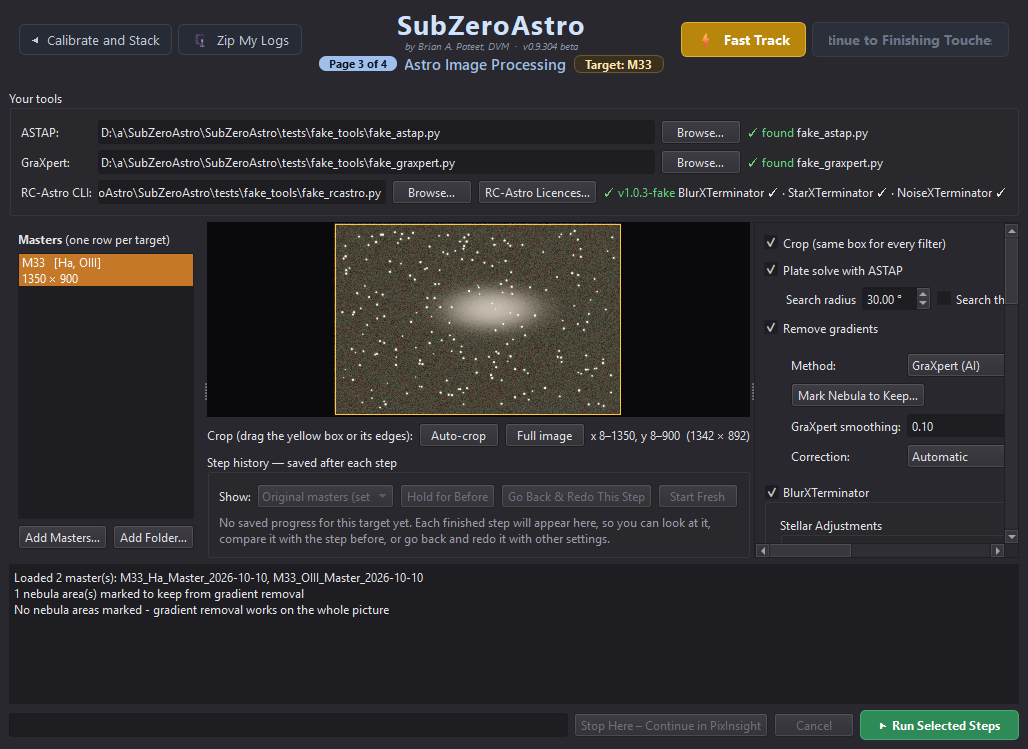 ◄ Calibrate and Stack
Zip My Logs
SubZeroAstro
by Brian A. Poteet, DVM · v0.9.304 beta
Page 3 of 4
Astro Image Processing
Target: M33
Fast Track
tinue to Finishing Touche
Your tools
ASTAP:
D:\a\SubZeroAstro\SubZeroAstro\tests\fake_tools\fake_astap.py
Browse...
✓ found fake_astap.py
GraXpert:
D:\a\SubZeroAstro\SubZeroAstro\tests\fake_tools\fake_graxpert.py
Browse...
✓ found fake_graxpert.py
RC-Astro CLI:
oAstro\SubZeroAstro\tests\fake_tools\fake_rcastro.py
Browse...
RC-Astro Licences...
✓ v1.0.3-fake BlurXTerminator ✓ · StarXTerminator ✓ · NoiseXTerminator ✓
Masters (one row per target)
M33 [Ha, OIII]
1350 × 900
Add Masters...
Add Folder...
Crop (drag the yellow box or its edges):
Auto-crop
Full image
x 8–1350, y 8–900 (1342 × 892)
Step history — saved after each step
Show:
Original masters (set
Hold for Before
Go Back & Redo This Step
Start Fresh
No saved progress for this target yet. Each finished step will appear here, so you can look at it,
compare it with the step before, or go back and redo it with other settings.
✓ Crop (same box for every filter)
✓ Plate solve with ASTAP
Search radius
30.00 °
Search th
✓ Remove gradients
Method:
GraXpert (AI)
Mark Nebula to Keep...
GraXpert smoothing:
0.10
Correction:
Automatic
✓ BlurXTerminator
Stellar Adjustments
Loaded 2 master(s): M33_Ha_Master_2026-10-10, M33_OIII_Master_2026-10-10
1 nebula area(s) marked to keep from gradient removal
No nebula areas marked - gradient removal works on the whole picture
Stop Here – Continue in PixInsight
Cancel
► Run Selected Steps